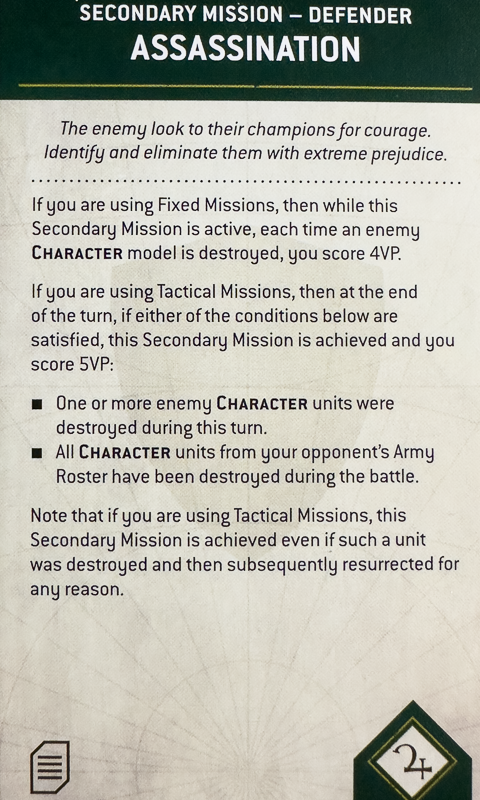 SECONDARY MISSION – DEFENDER
ASSASSINATION
The enemy look to their champions for courage.
Identify and eliminate them with extreme prejudice.
If you are using Fixed Missions, then while this
Secondary Mission is active, each time an enemy
CHARACTER model is destroyed, you score 4VP.
If you are using Tactical Missions, then at the end
of the turn, if either of the conditions below are
satisfied, this Secondary Mission is achieved and you
score 5VP:
■ One or more enemy CHARACTER units were
destroyed during this turn.
■ All CHARACTER units from your opponent's Army
Roster have been destroyed during the battle.
Note that if you are using Tactical Missions, this
Secondary Mission is achieved even if such a unit
was destroyed and then subsequently resurrected for
any reason.